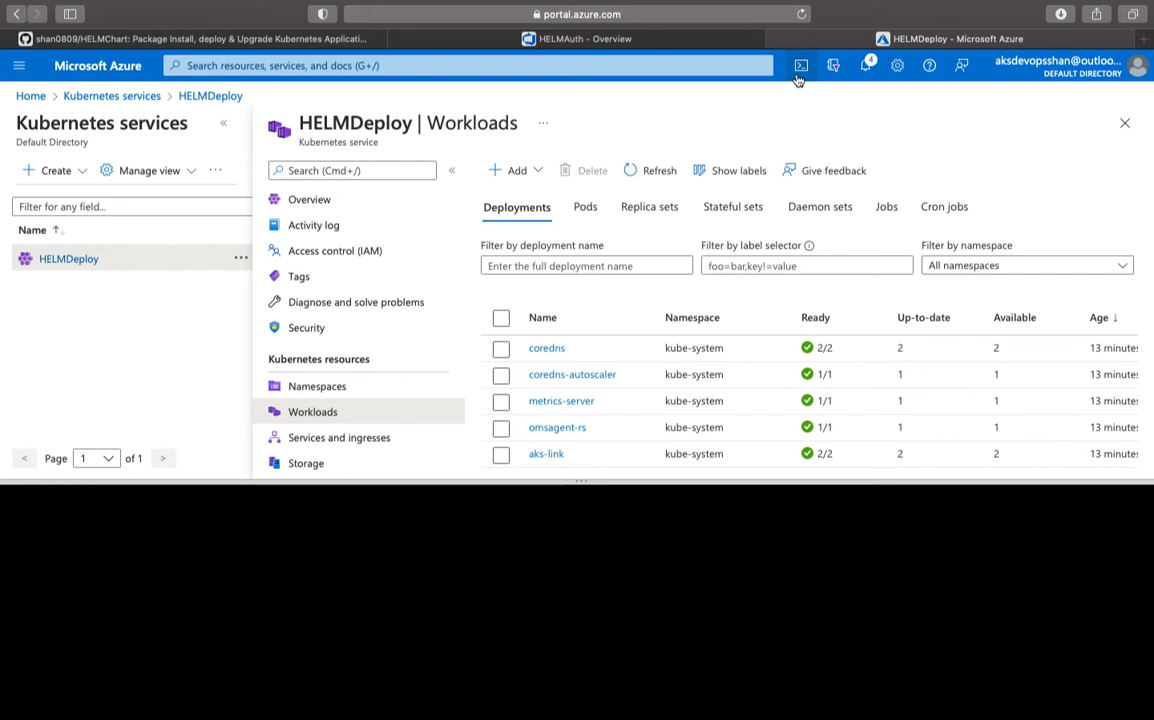 portal.azure.com
shan0809/HELMChart: Package Install, deploy & Upgrade Kubernetes Applicati...
HELMAuth - Overview
HELMDeploy - Microsoft Azure
Microsoft Azure
Search resources, services, and docs (G+/)
4
aksdevopsshan@outloo...
DEFAULT DIRECTORY
Home > Kubernetes services > HELMDeploy
Kubernetes services
Default Directory
Create
Manage view
Filter for any field...
Name
HELMDeploy
Page 1 of 1
HELMDeploy | Workloads
Kubernetes service
Search (Cmd+/)
Overview
Activity log
Access control (IAM)
Tags
Diagnose and solve problems
Security
Kubernetes resources
Namespaces
Workloads
Services and ingresses
Storage
Add Delete Refresh Show labels Give feedback
Deployments Pods Replica sets Stateful sets Daemon sets Jobs Cron jobs
Filter by deployment name Filter by label selector Filter by namespace
Enter the full deployment name foo=bar,key!=value All namespaces
Name Namespace Ready Up-to-date Available Age ↓
coredns kube-system 2/2 2 2 13 minutes
coredns-autoscaler kube-system 1/1 1 1 13 minutes
metrics-server kube-system 1/1 1 1 13 minutes
omsagent-rs kube-system 1/1 1 1 13 minutes
aks-link kube-system 2/2 2 2 13 minutes